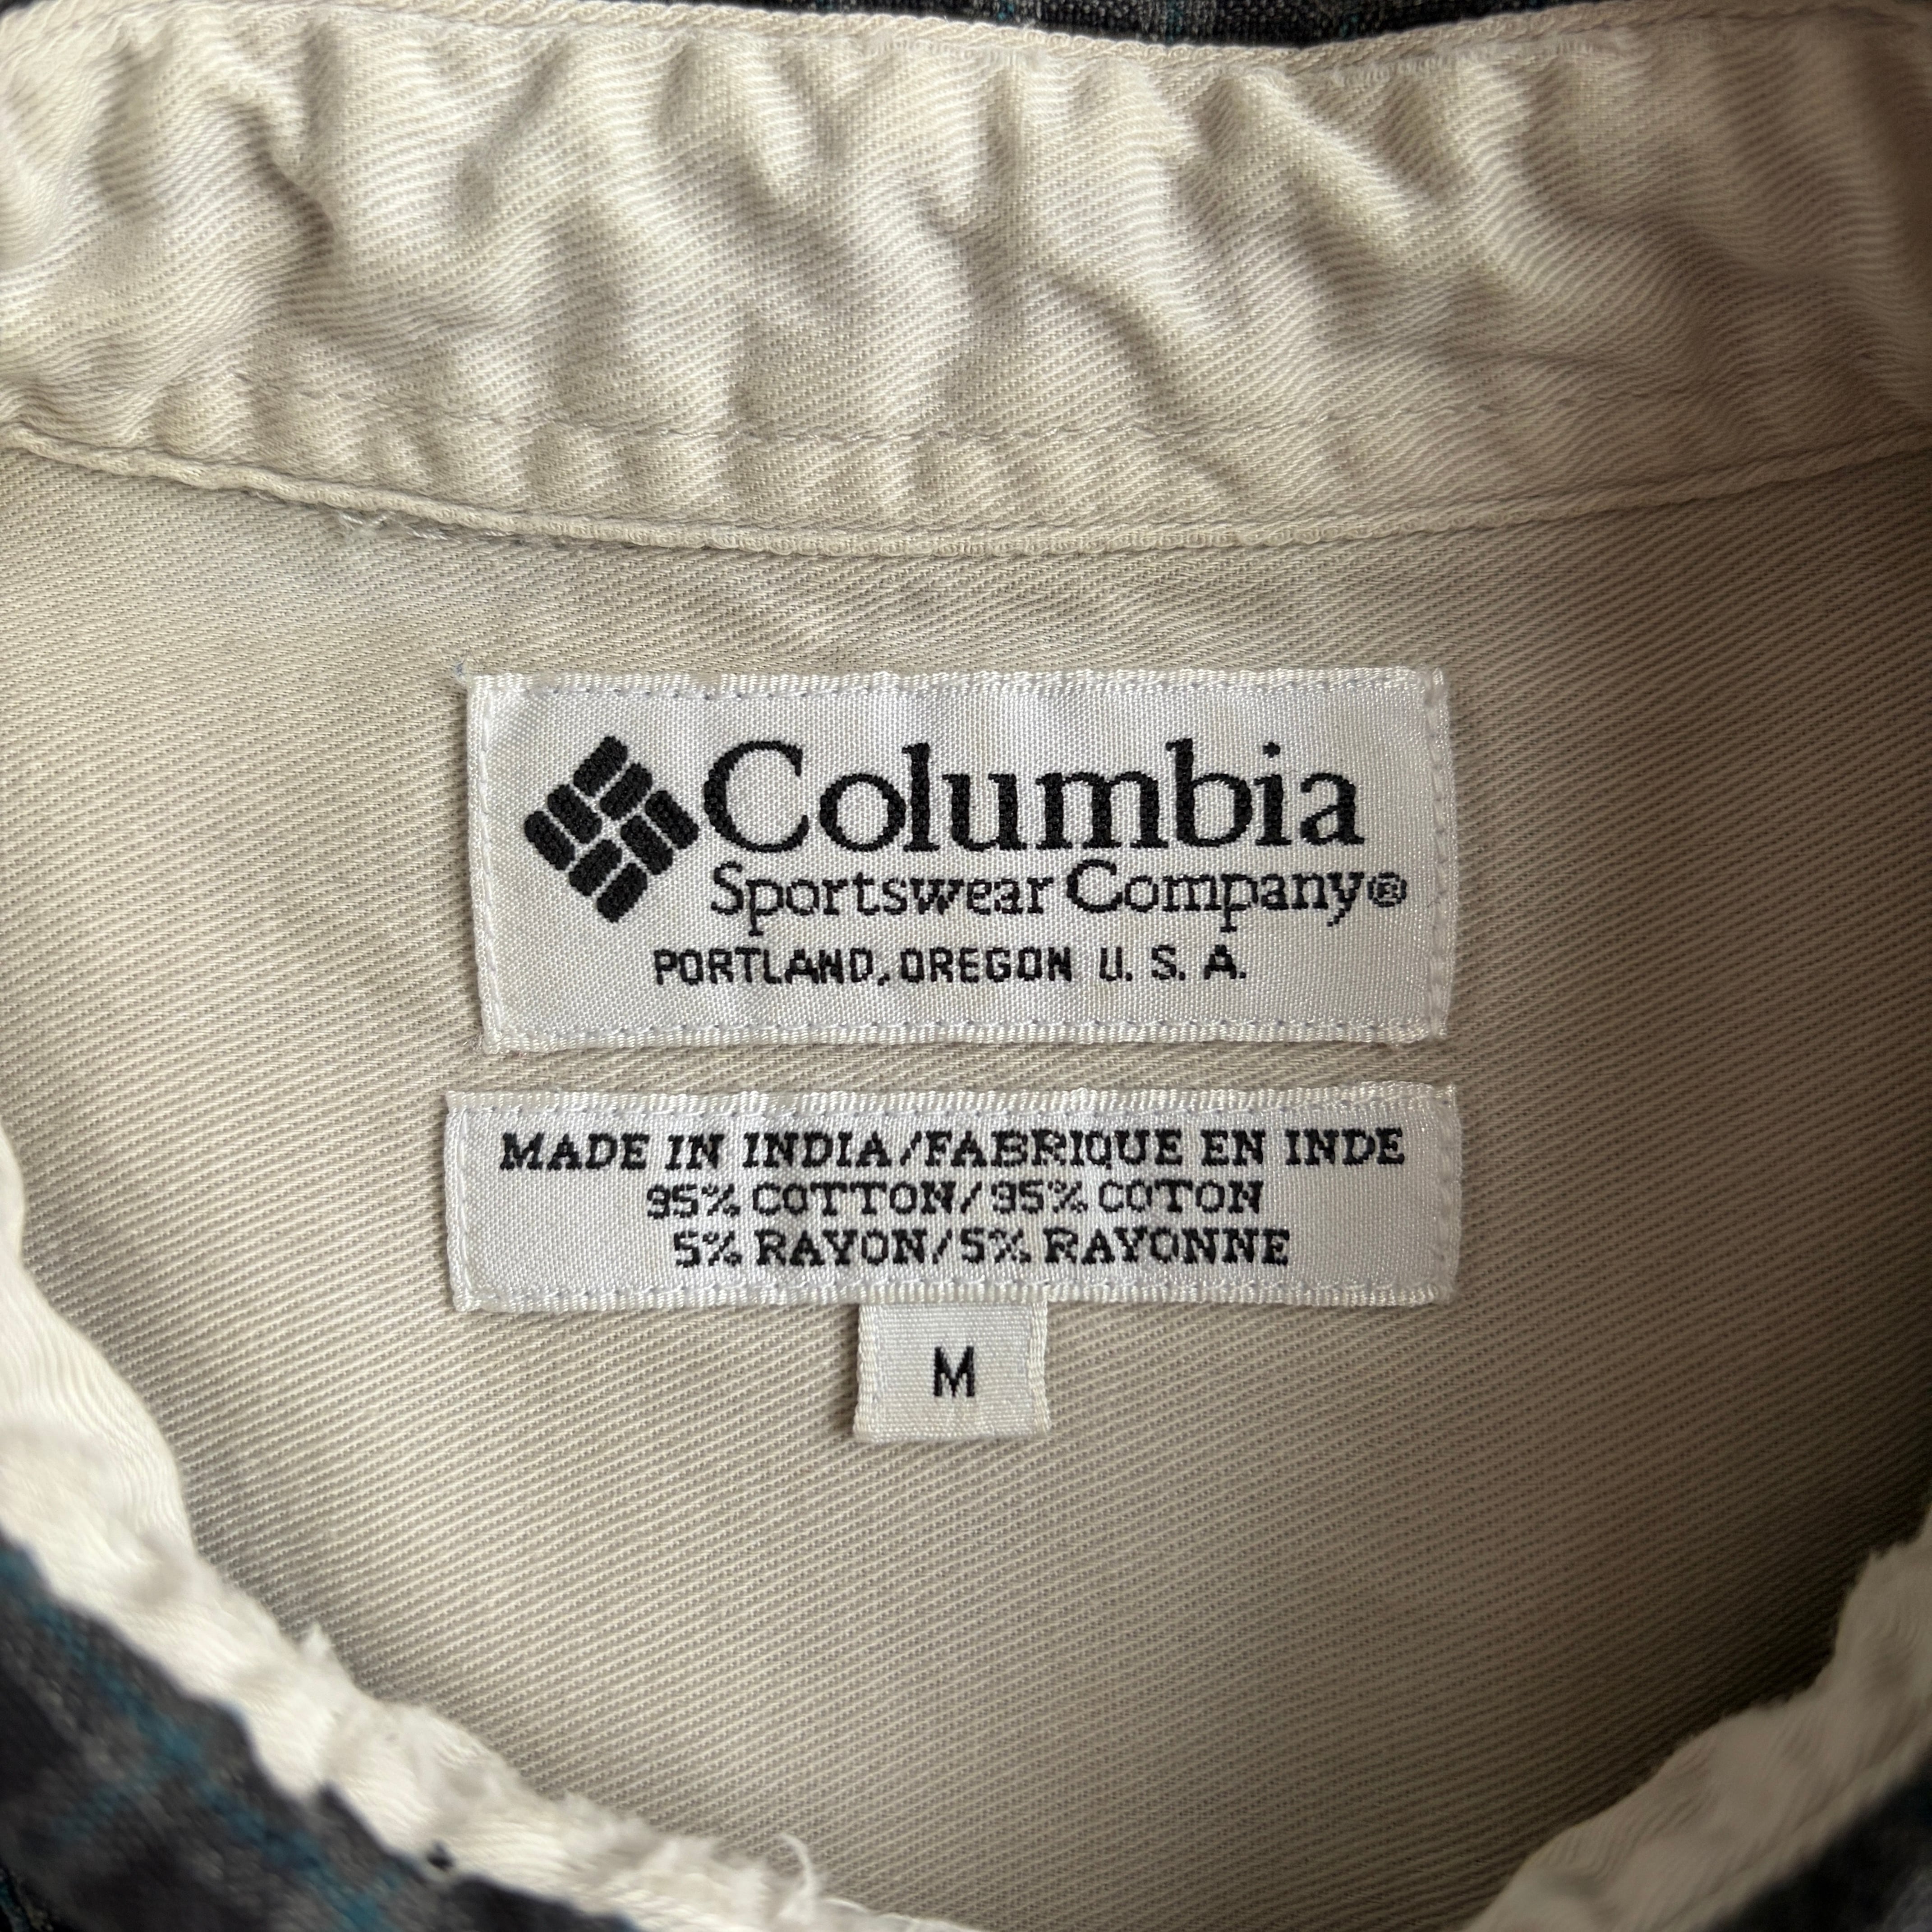 Columbia
Sportswear Company®
PORTLAND, OREGON U. S. A.
MADE IN INDIA/FABRIQUE EN INDE
95% COTTON/95% COTON
5% RAYON/5% RAYONNE
M